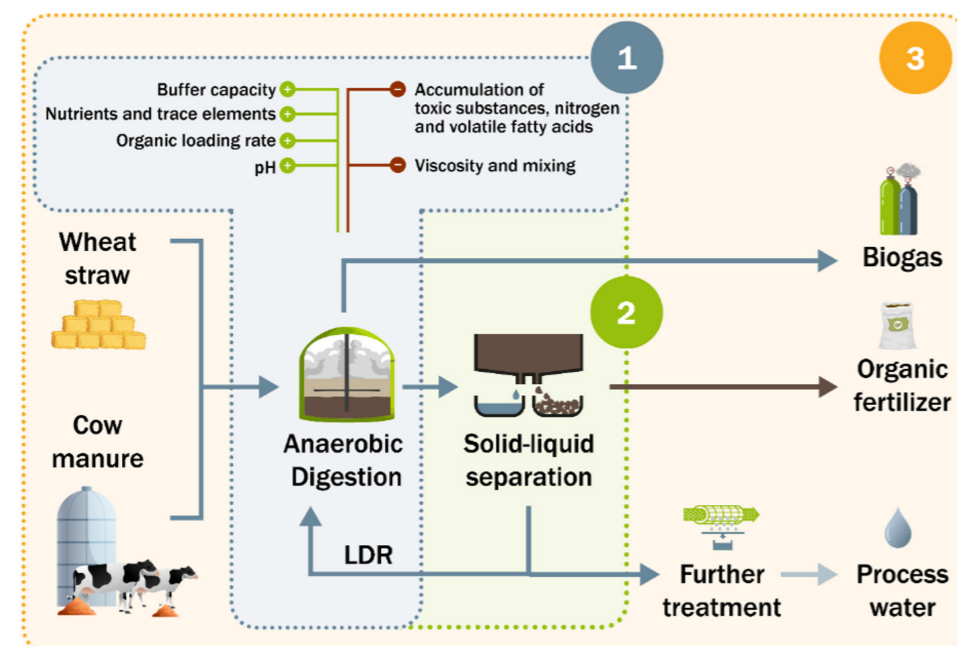 1
3
Buffer capacity
Nutrients and trace elements
Organic loading rate
pH
Accumulation of
toxic substances, nitrogen
and volatile fatty acids
Viscosity and mixing
Wheat
straw
Biogas
2
Organic
fertilizer
Cow
manure
Anaerobic
Digestion
Solid-liquid
separation
LDR
Further
treatment
Process
water